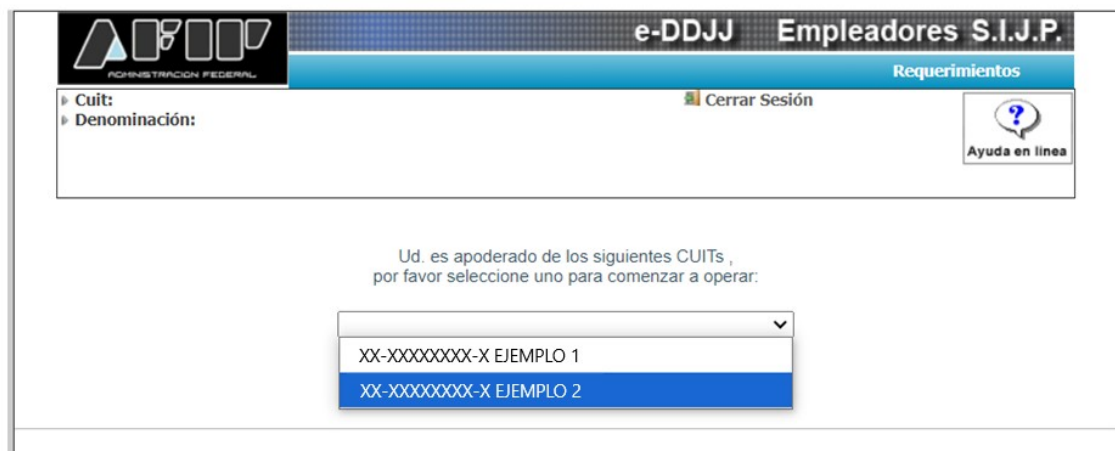 AFIP
ADMINISTRACION FEDERAL
e-DDJJ Empleadores S.I.J.P.
Requerimientos
Cuit:
Denominación:
Cerrar Sesión
?
Ayuda en linea
Ud. es apoderado de los siguientes CUITs ,
por favor seleccione uno para comenzar a operar:
XX-XXXXXXXX-X EJEMPLO 1
XX-XXXXXXXX-X EJEMPLO 2